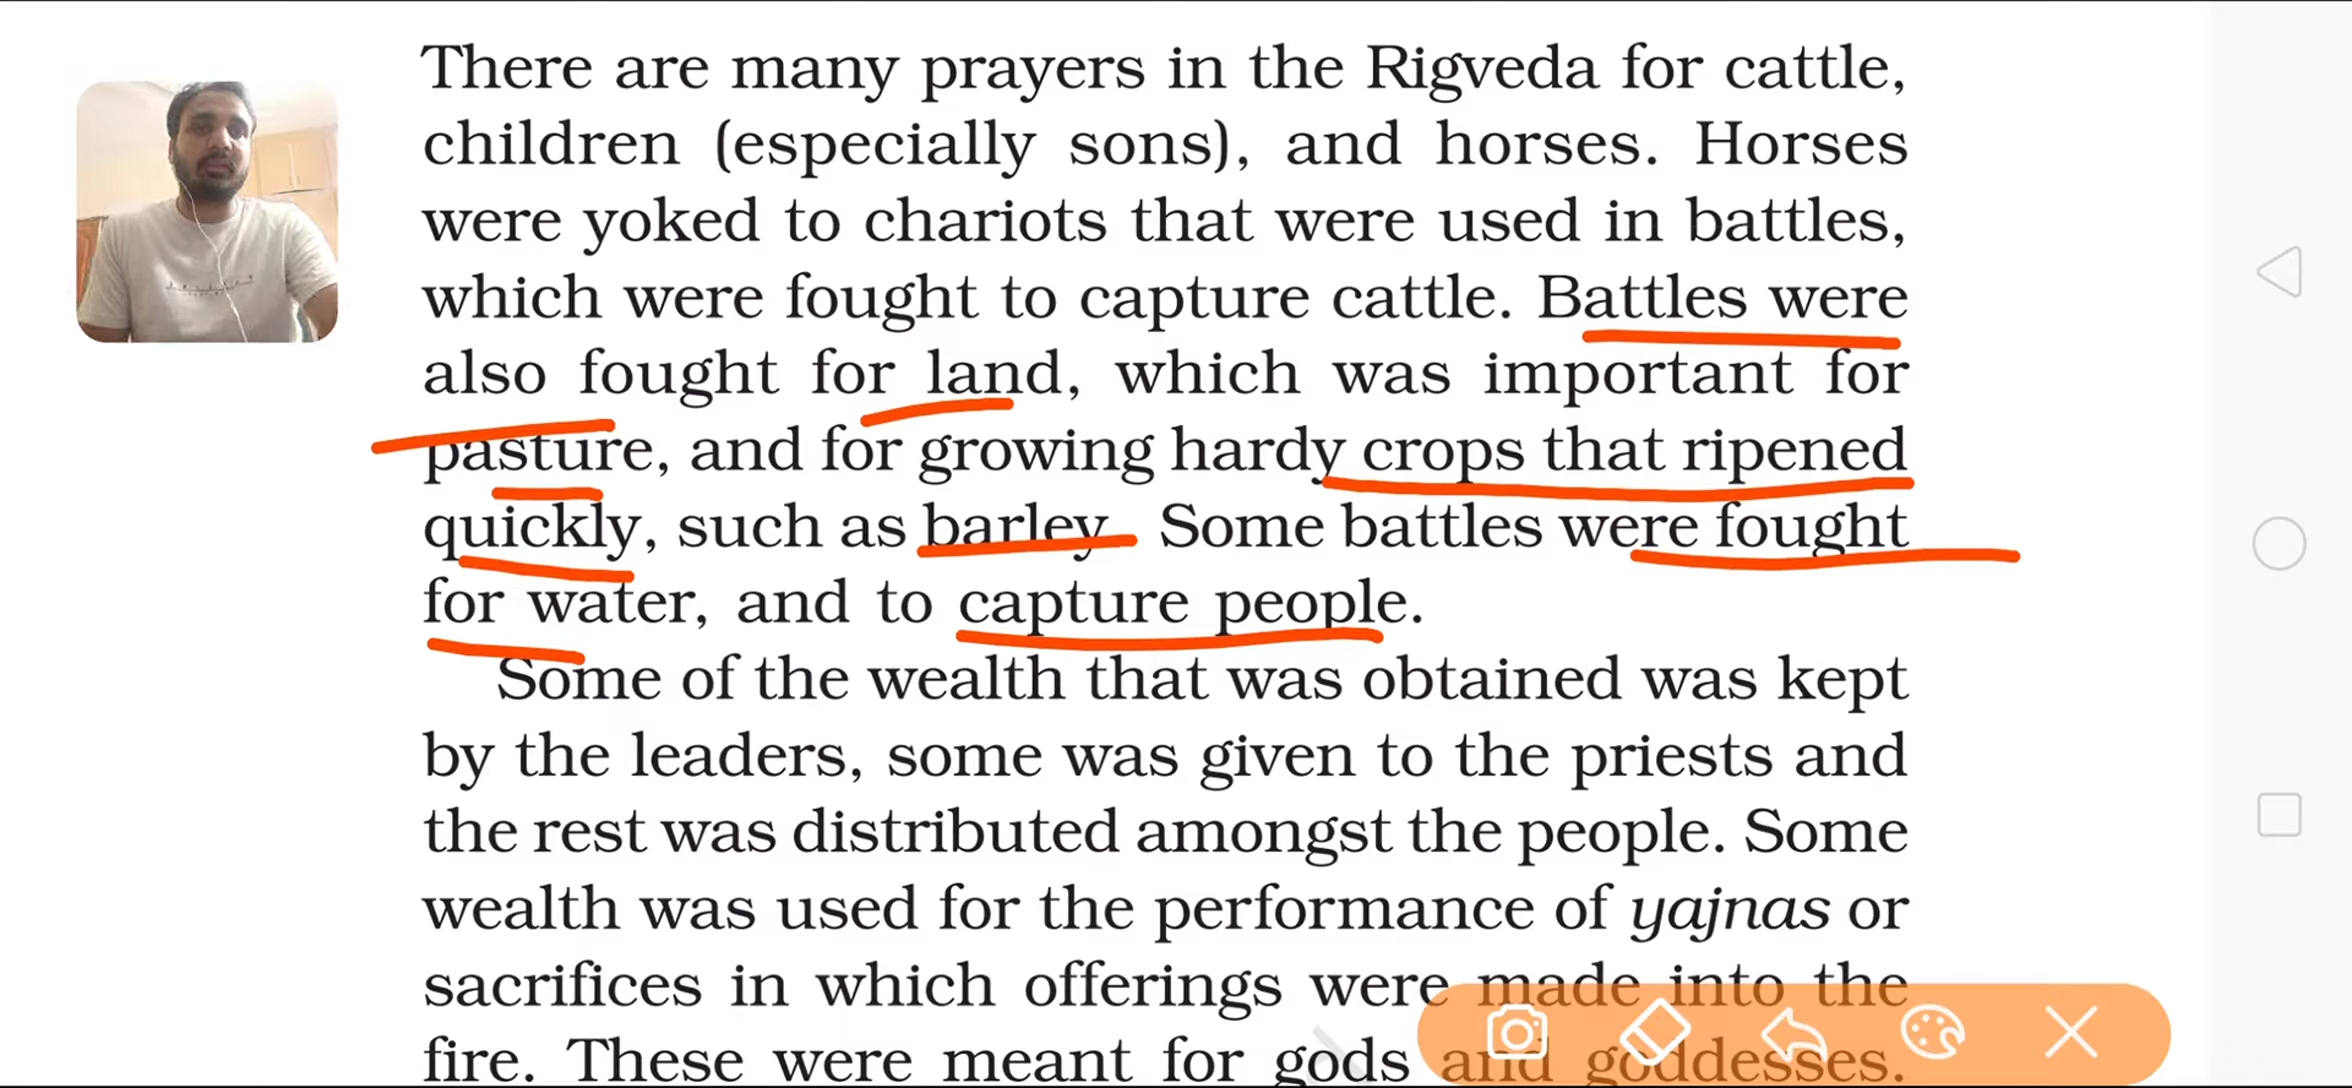 There are many prayers in the Rigveda for cattle,
children (especially sons), and horses. Horses
were yoked to chariots that were used in battles,
which were fought to capture cattle. Battles were
also fought for land, which was important for
pasture, and for growing hardy crops that ripened
quickly, such as barley. Some battles were fought
for water, and to capture people.
Some of the wealth that was obtained was kept
by the leaders, some was given to the priests and
the rest was distributed amongst the people. Some
wealth was used for the performance of yajnas or
sacrifices in which offerings were made into the
fire. These were meant for gods and goddesses.